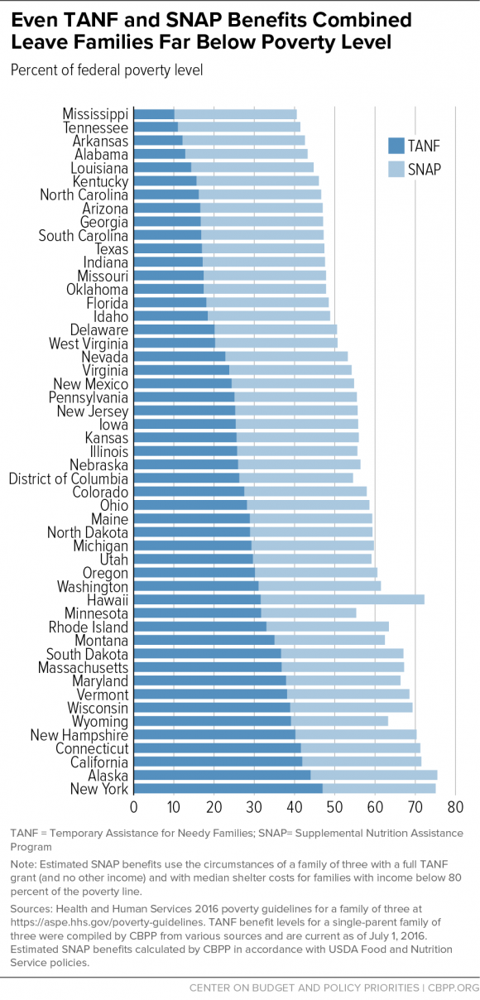 Even TANF and SNAP Benefits Combined
Leave Families Far Below Poverty Level
Percent of federal poverty level
TANF
SNAP
Mississippi
Tennessee
Arkansas
Alabama
Louisiana
Kentucky
North Carolina
Arizona
Georgia
South Carolina
Texas
Indiana
Missouri
Oklahoma
Florida
Idaho
Delaware
West Virginia
Nevada
Virginia
New Mexico
Pennsylvania
New Jersey
Iowa
Kansas
Illinois
Nebraska
District of Columbia
Colorado
Ohio
Maine
North Dakota
Michigan
Utah
Oregon
Washington
Hawaii
Minnesota
Rhode Island
Montana
South Dakota
Massachusetts
Maryland
Vermont
Wisconsin
Wyoming
New Hampshire
Connecticut
California
Alaska
New York
0 10 20 30 40 50 60 70 80
TANF = Temporary Assistance for Needy Families; SNAP= Supplemental Nutrition Assistance
Program
Note: Estimated SNAP benefits use the circumstances of a family of three with a full TANF
grant (and no other income) and with median shelter costs for families with income below 80
percent of the poverty line.
Sources: Health and Human Services 2016 poverty guidelines for a family of three at
https://aspe.hhs.gov/poverty-guidelines. TANF benefit levels for a single-parent family of
three were compiled by CBPP from various sources and are current as of July 1, 2016.
Estimated SNAP benefits calculated by CBPP in accordance with USDA Food and Nutrition
Service policies.
CENTER ON BUDGET AND POLICY PRIORITIES | CBPP.ORG